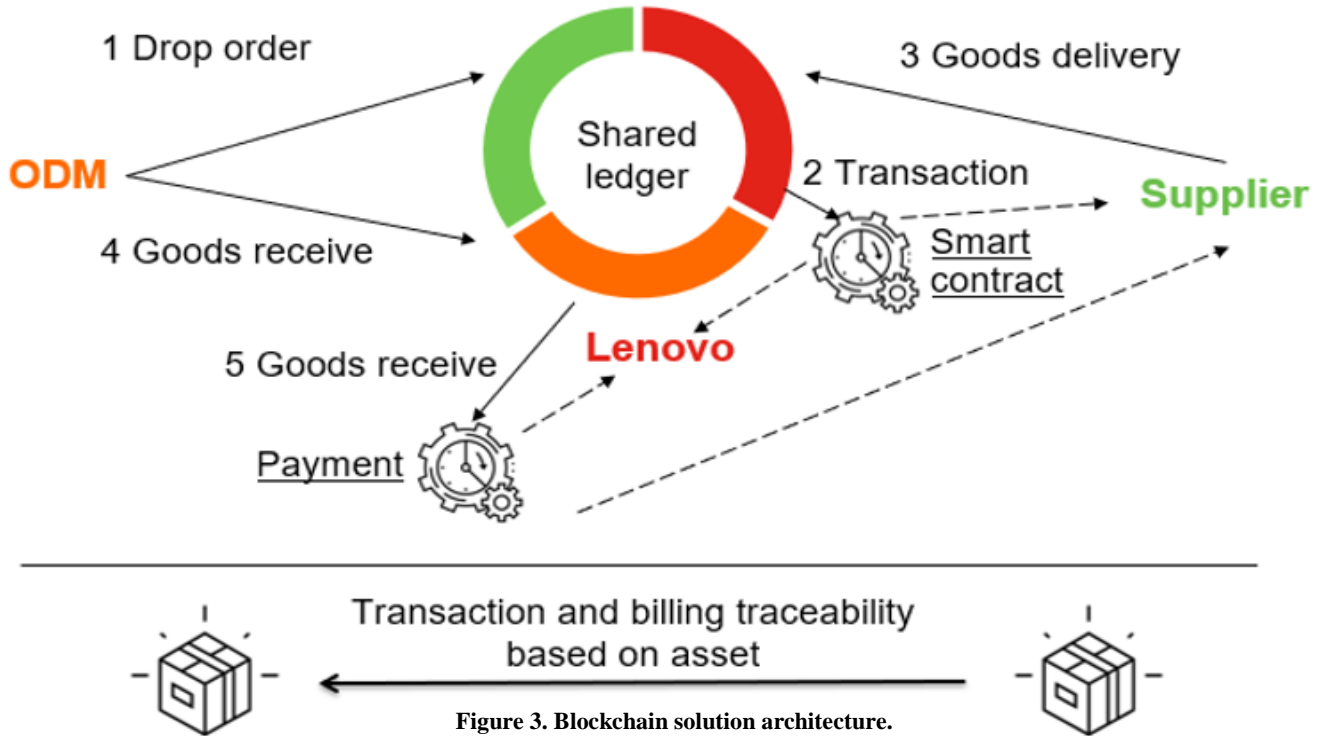 1 Drop order
3 Goods delivery
Shared
ledger
ODM
2 Transaction
Supplier
4 Goods receive
Smart
contract
Lenovo
5 Goods receive
Payment
Transaction and billing traceability
based on asset
Figure 3. Blockchain solution architecture.